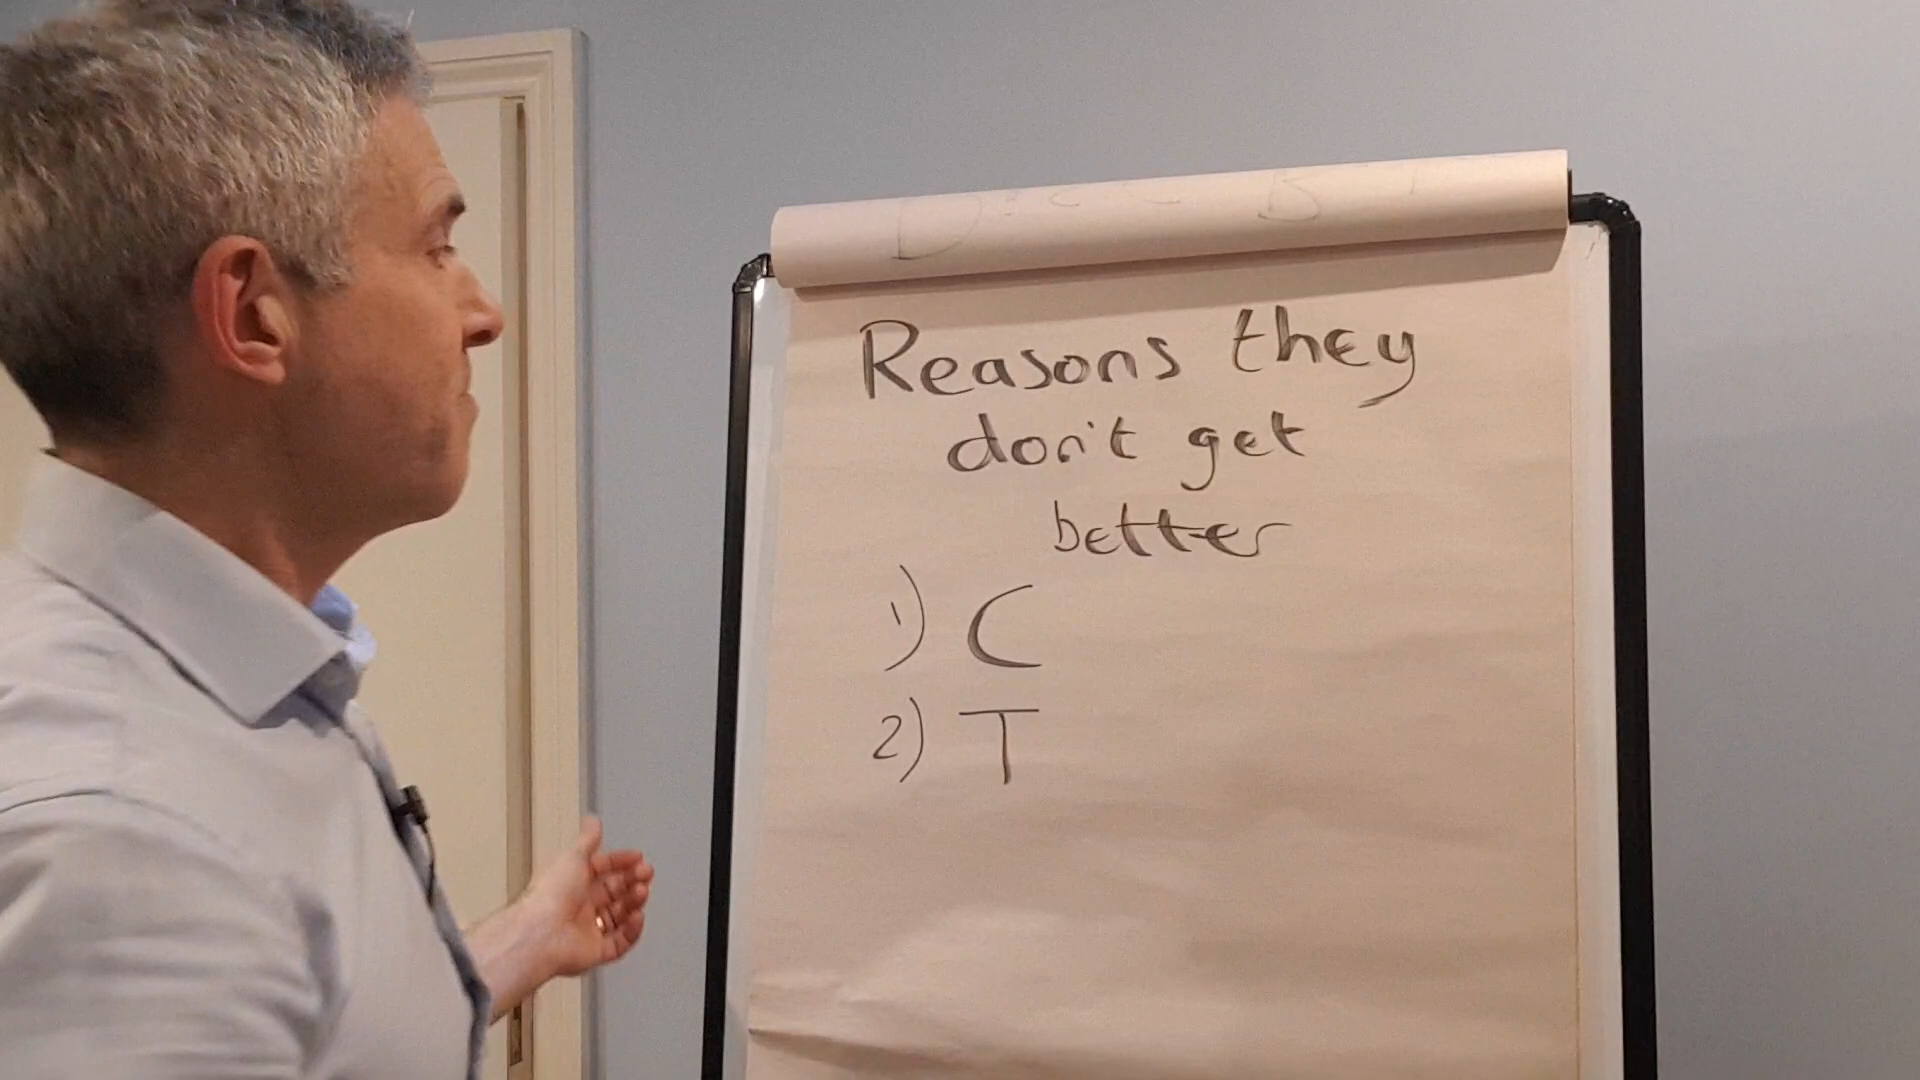 Reasons they
don't get
better
1) C
2) T